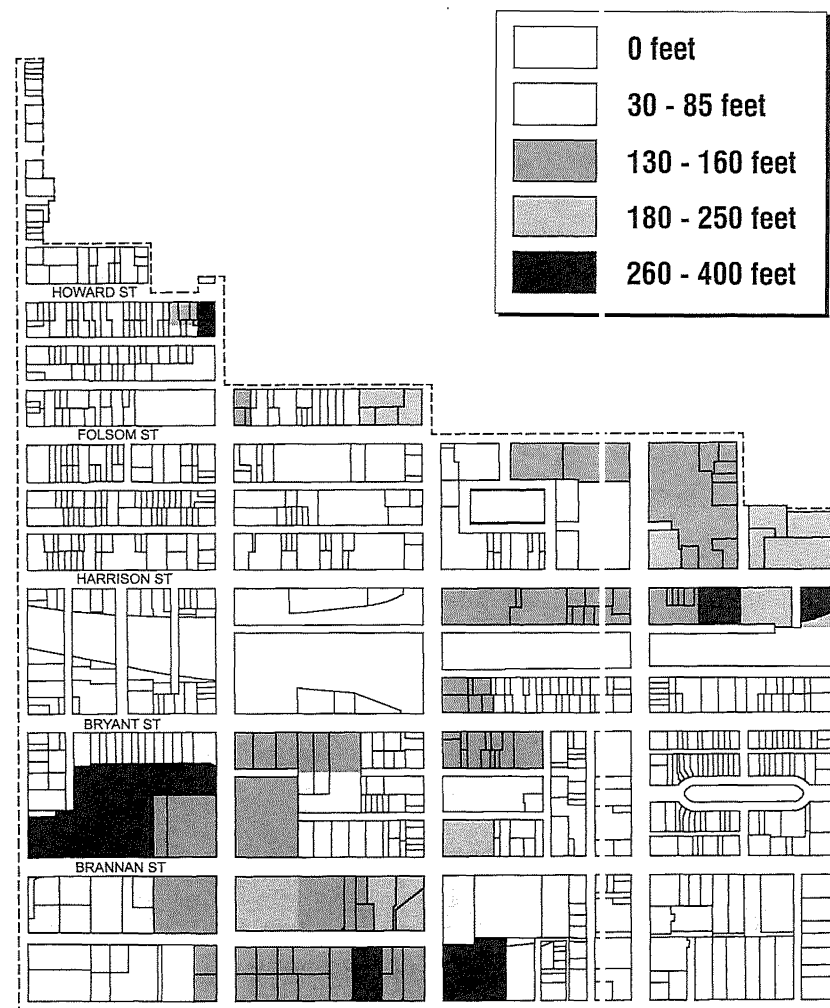 0 feet
30 - 85 feet
130 - 160 feet
180 - 250 feet
260 - 400 feet
HOWARD ST
FOLSOM ST
HARRISON ST
BRYANT ST
BRANNAN ST